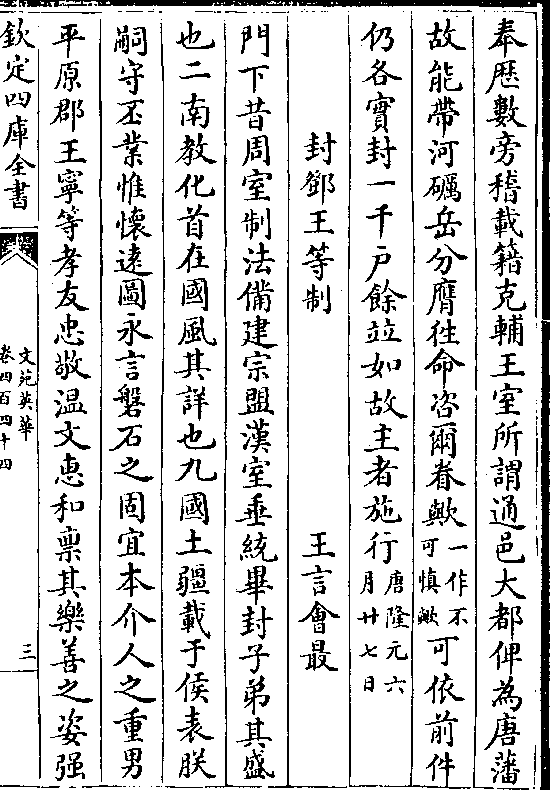 奉歴數旁稽載籍克輔王室所謂通邑大都俾為唐藩
故能帶河礪岳分膺徃命咨爾眷歟一作不可慎歟可依前件
仍各實封一千戸餘竝如故主者施行唐隆元六月廿七日
封鄧王等制　王言會最
門下昔周室制法備建宗盟漢室垂統畢封子弟其盛
也二南教化首在國風其詳也九國土疆載于侯表朕
嗣守丕業惟懷遠圖永言磐石之固宜本介人之重男
平原郡王寧等孝友忠敬温文恵和禀其樂善之姿强
欽定四庫全書
文苑英華
卷四百四十四
三